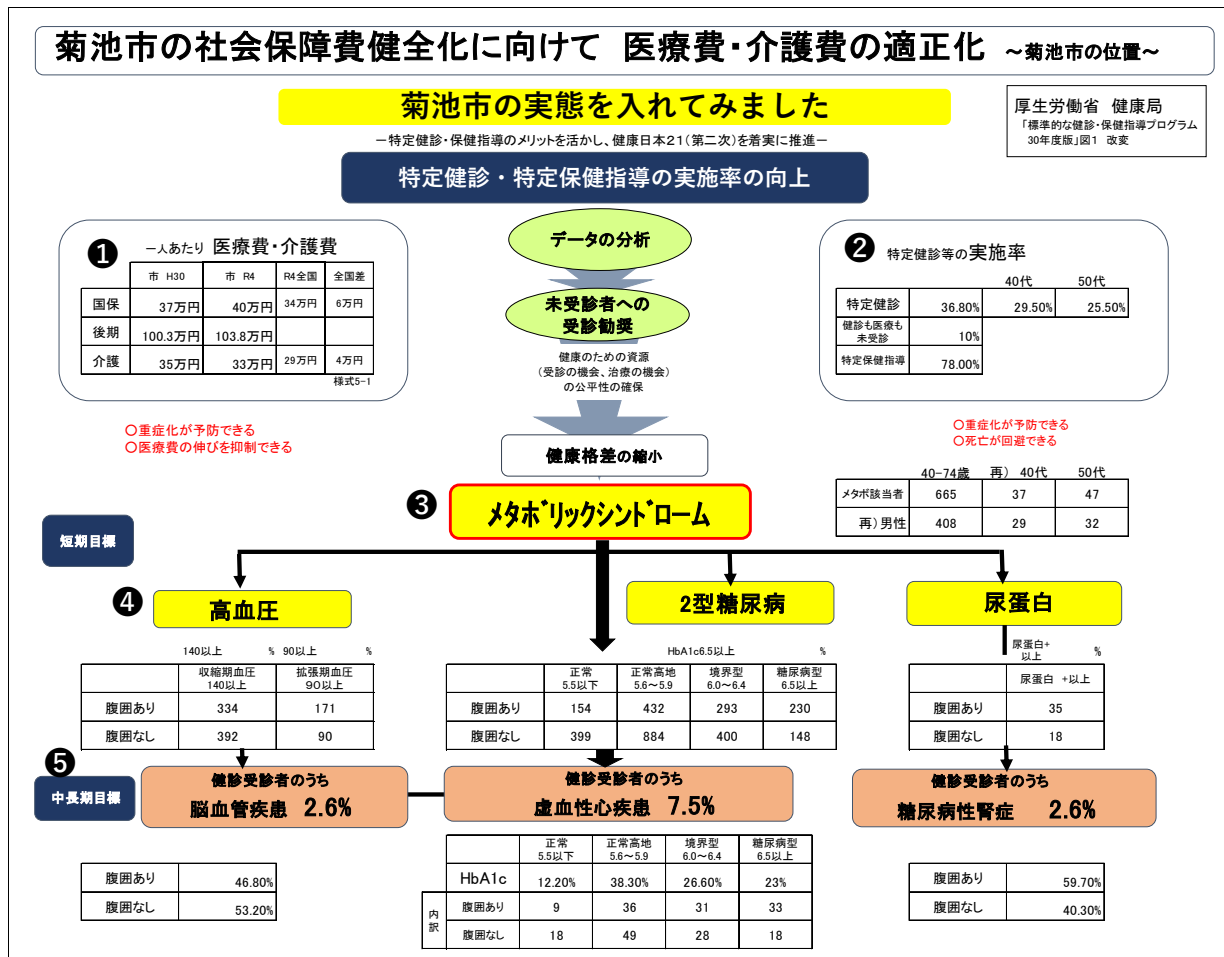 菊池市の社会保障費健全化に向けて 医療費・介護費の適正化 ～菊池市の位置～
菊池市の実態を入れてみました
厚生労働省 健康局
「標準的な健診・保健指導プログラム
30年度版」図1 改変
－特定健診・保健指導のメリットを活かし、健康日本21(第二次)を着実に推進－
特定健診・特定保健指導の実施率の向上
❶ 一人あたり 医療費・介護費
市 H30 市 R4 R4全国 全国差
国保 37万円 40万円 34万円 6万円
後期 100.3万円 103.8万円
介護 35万円 33万円 29万円 4万円
様式5-1
○重症化が予防できる
○医療費の伸びを抑制できる
データの分析
未受診者への
受診勧奨
健康のための資源
(受診の機会、治療の機会)
の公平性の確保
健康格差の縮小
❷ 特定健診等の実施率
40代 50代
特定健診 36.80% 29.50% 25.50%
健診も医療も
未受診 10%
特定保健指導 78.00%
○重症化が予防できる
○死亡が回避できる
❸ メタボリックシンドローム
40-74歳 再) 40代 50代
メタボ該当者 665 37 47
再)男性 408 29 32
短期目標
❹ 高血圧
2型糖尿病
尿蛋白
140以上 % 90以上 %
収縮期血圧
140以上
拡張期血圧
90以上
腹囲あり 334 171
腹囲なし 392 90
HbA1c6.5以上 %
正常
5.5以下
正常高地
5.6～5.9
境界型
6.0～6.4
糖尿病型
6.5以上
腹囲あり 154 432 293 230
腹囲なし 399 884 400 148
尿蛋白+
以上 %
尿蛋白 +以上
腹囲あり 35
腹囲なし 18
❺
中長期目標
健診受診者のうち
脳血管疾患 2.6%
健診受診者のうち
虚血性心疾患 7.5%
健診受診者のうち
糖尿病性腎症 2.6%
腹囲あり 46.80%
腹囲なし 53.20%
正常
5.5以下
正常高地
5.6～5.9
境界型
6.0～6.4
糖尿病型
6.5以上
HbA1c 12.20% 38.30% 26.60% 23%
内訳
腹囲あり 9 36 31 33
腹囲なし 18 49 28 18
腹囲あり 59.70%
腹囲なし 40.30%